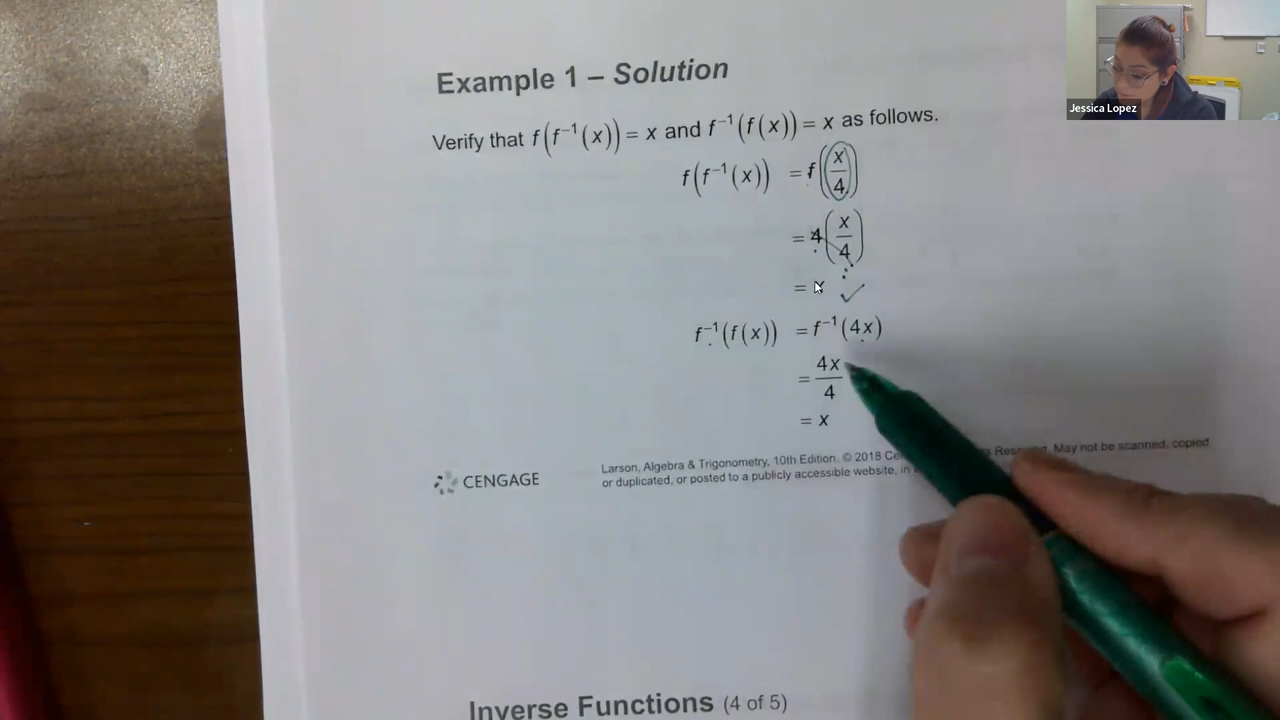 Jessica Lopez
Example 1 – Solution
Verify that f(f⁻¹(x)) = x and f⁻¹(f(x)) = x as follows.
f(f⁻¹(x)) = f(x/4)
= 4(x/4)
= x ✓
f⁻¹(f(x)) = f⁻¹(4x)
= 4x/4
= x
CENGAGE
Larson, Algebra & Trigonometry, 10th Edition. © 2018 May not be scanned, copied
or duplicated, or posted to a publicly accessible website, in
Inverse Functions (4 of 5)